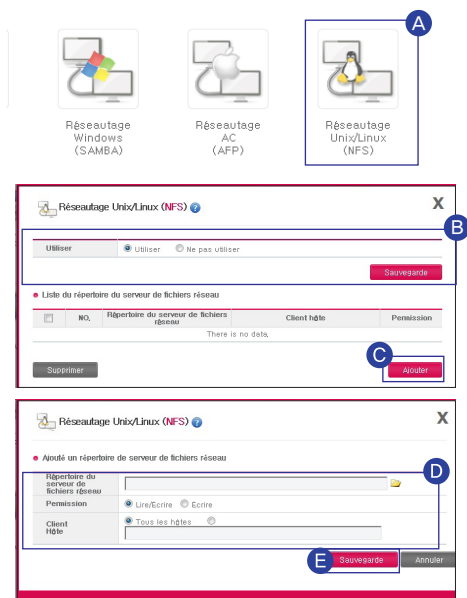 A
Réseautage
Windows
(SAMBA)
Réseautage
AC
(AFP)
Réseautage
Unix/Linux
(NFS)
Réseautage Unix/Linux (NFS) ?
X
B
Utiliser
Utiliser
Ne pas utiliser
Sauvegarde
Liste du répertoire du serveur de fichiers réseau
NO,
Répertoire du serveur de fichiers
réseau
Client hôte
Permission
There is no data,
C
Supprimer
Ajouter
Réseautage Unix/Linux (NFS) ?
X
Ajouté un répertoire de serveur de fichiers réseau
D
Répertoire du
serveur de
fichiers réseau
Permission
Lire/Ecrire
Écrire
Client
Hôte
Tous les hôtes
E
Sauvegarde
Annuler